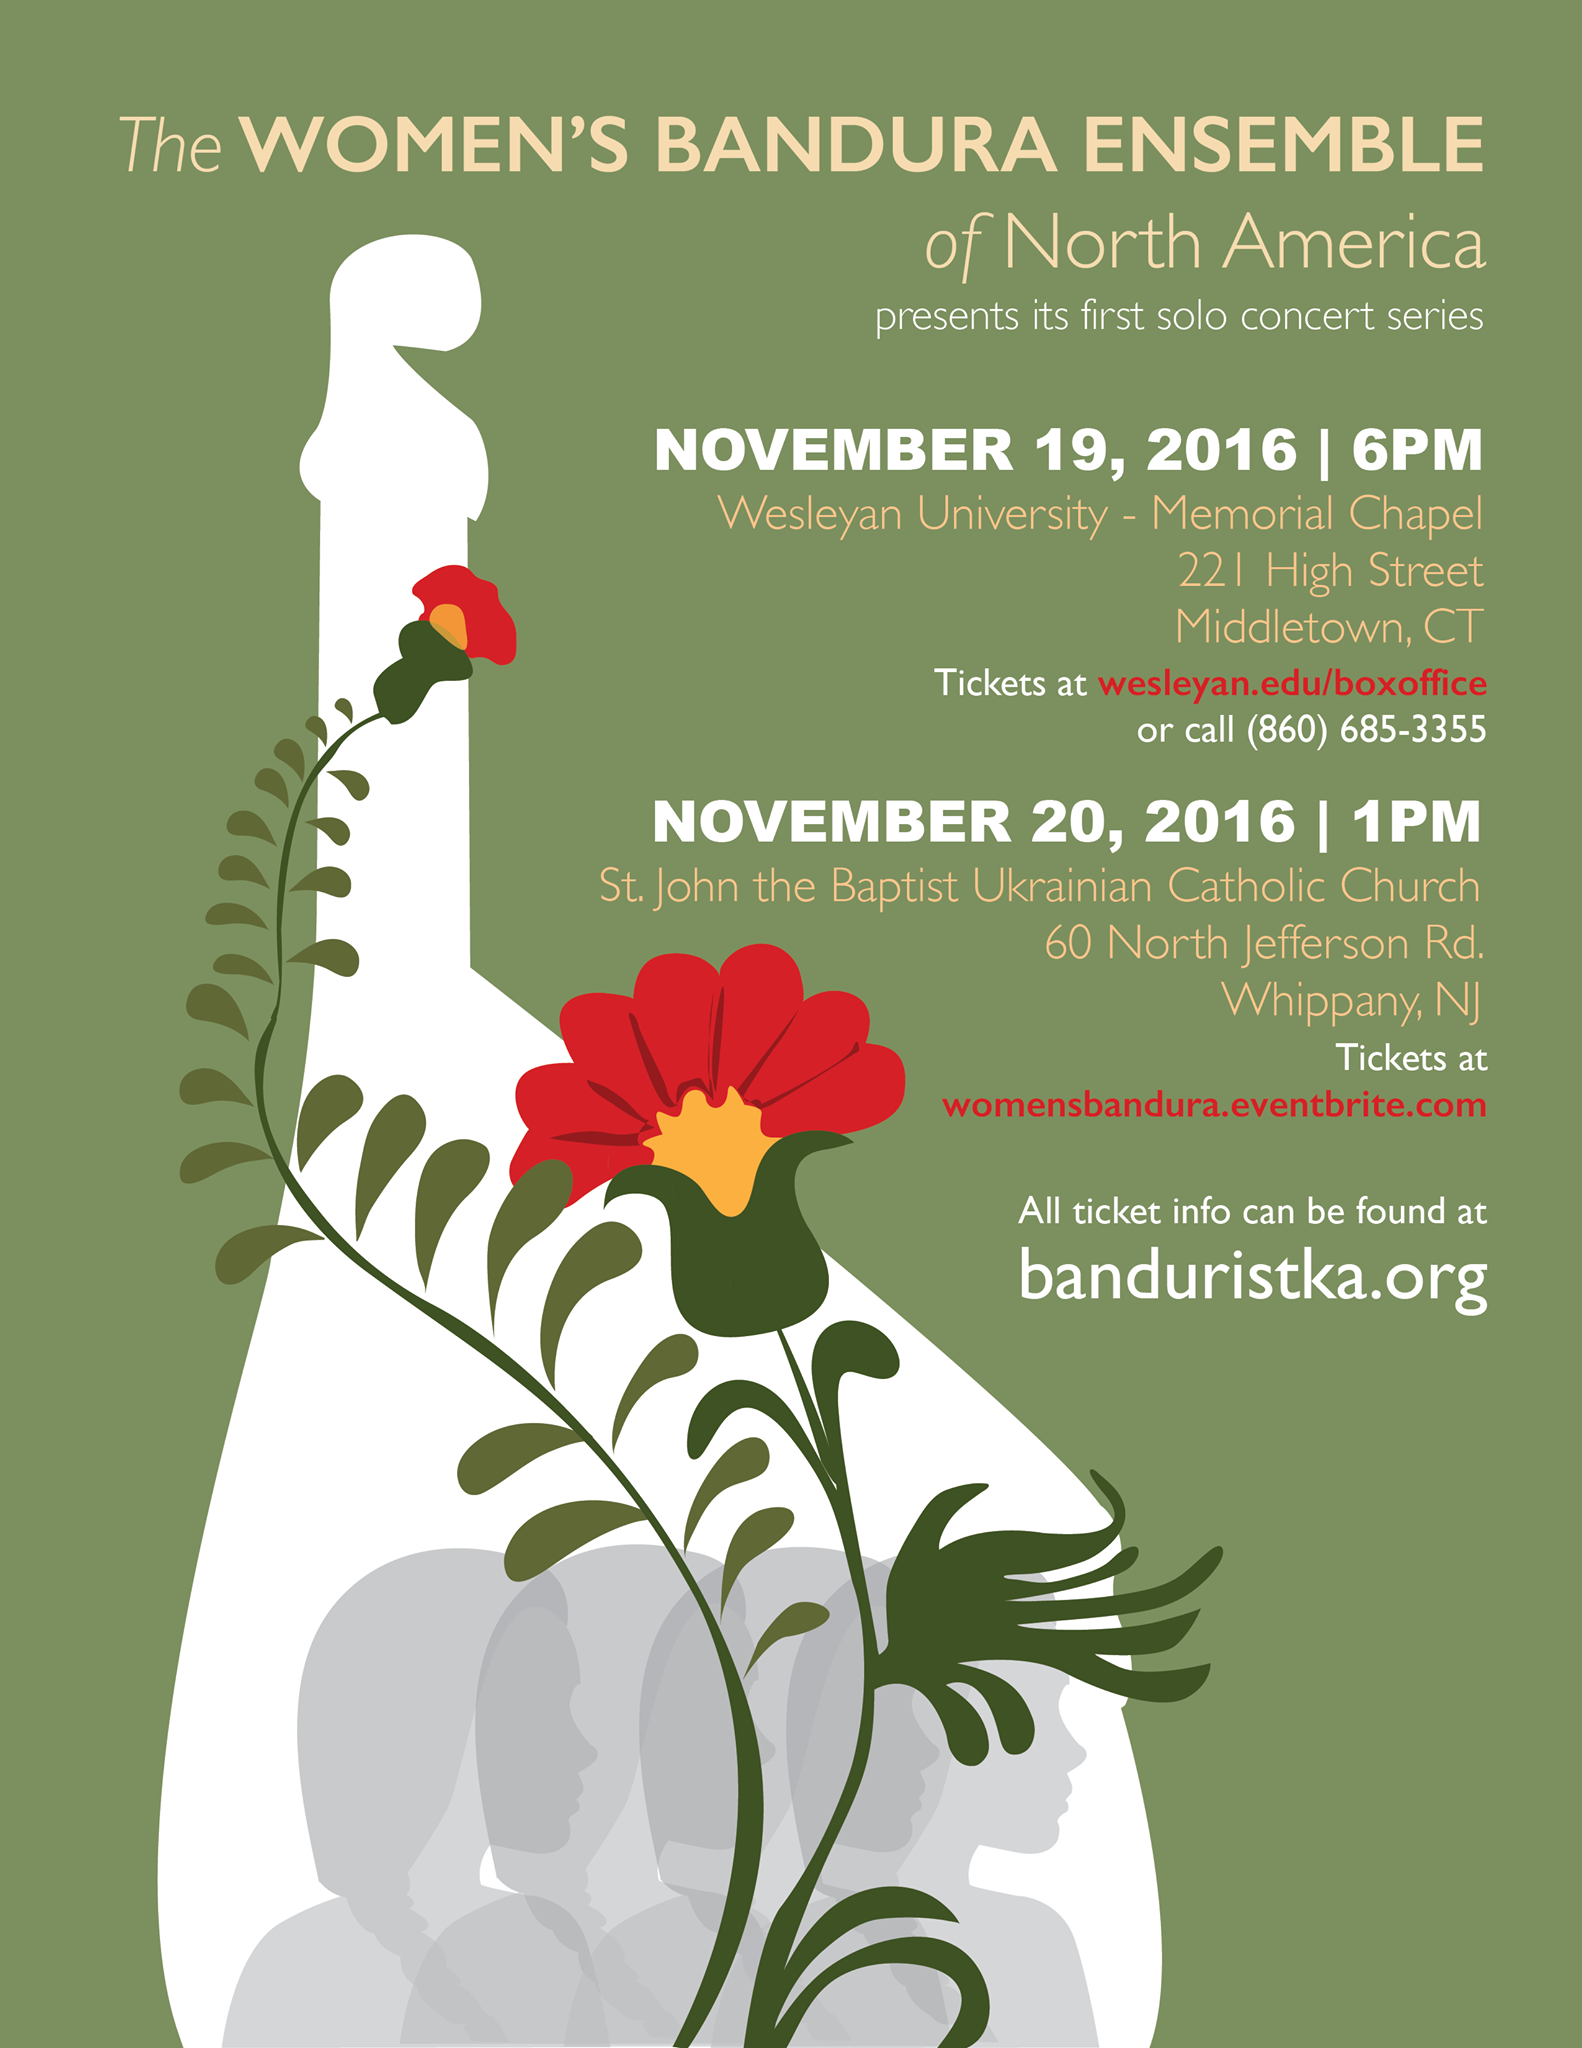 The WOMEN'S BANDURA ENSEMBLE
of North America
presents its first solo concert series
NOVEMBER 19, 2016 | 6PM
Wesleyan University - Memorial Chapel
221 High Street
Middletown, CT
Tickets at wesleyan.edu/boxoffice
or call (860) 685-3355
NOVEMBER 20, 2016 | 1PM
St. John the Baptist Ukrainian Catholic Church
60 North Jefferson Rd.
Whippany, NJ
Tickets at
womensbandura.eventbrite.com
All ticket info can be found at
banduristka.org